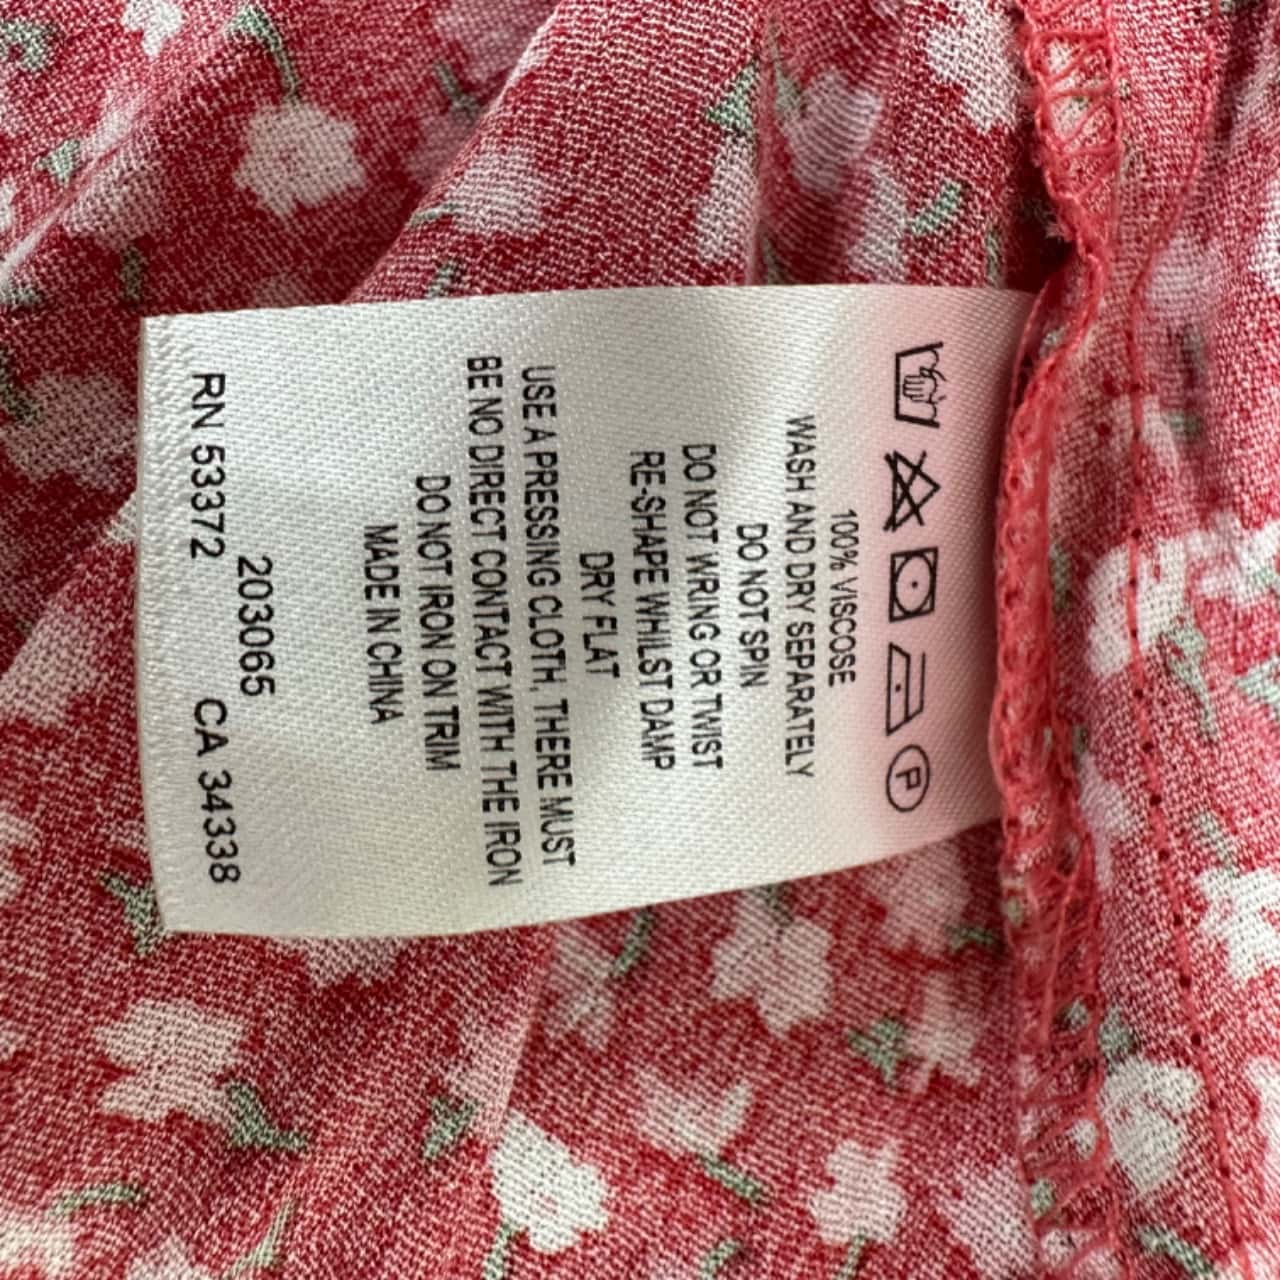 P
100% VISCOSE
WASH AND DRY SEPARATELY
DO NOT SPIN
DO NOT WRING OR TWIST
RE-SHAPE WHILST DAMP
DRY FLAT
USE A PRESSING CLOTH, THERE MUST
BE NO DIRECT CONTACT WITH THE IRON
DO NOT IRON ON TRIM
MADE IN CHINA
203065
RN 53372 CA 34338